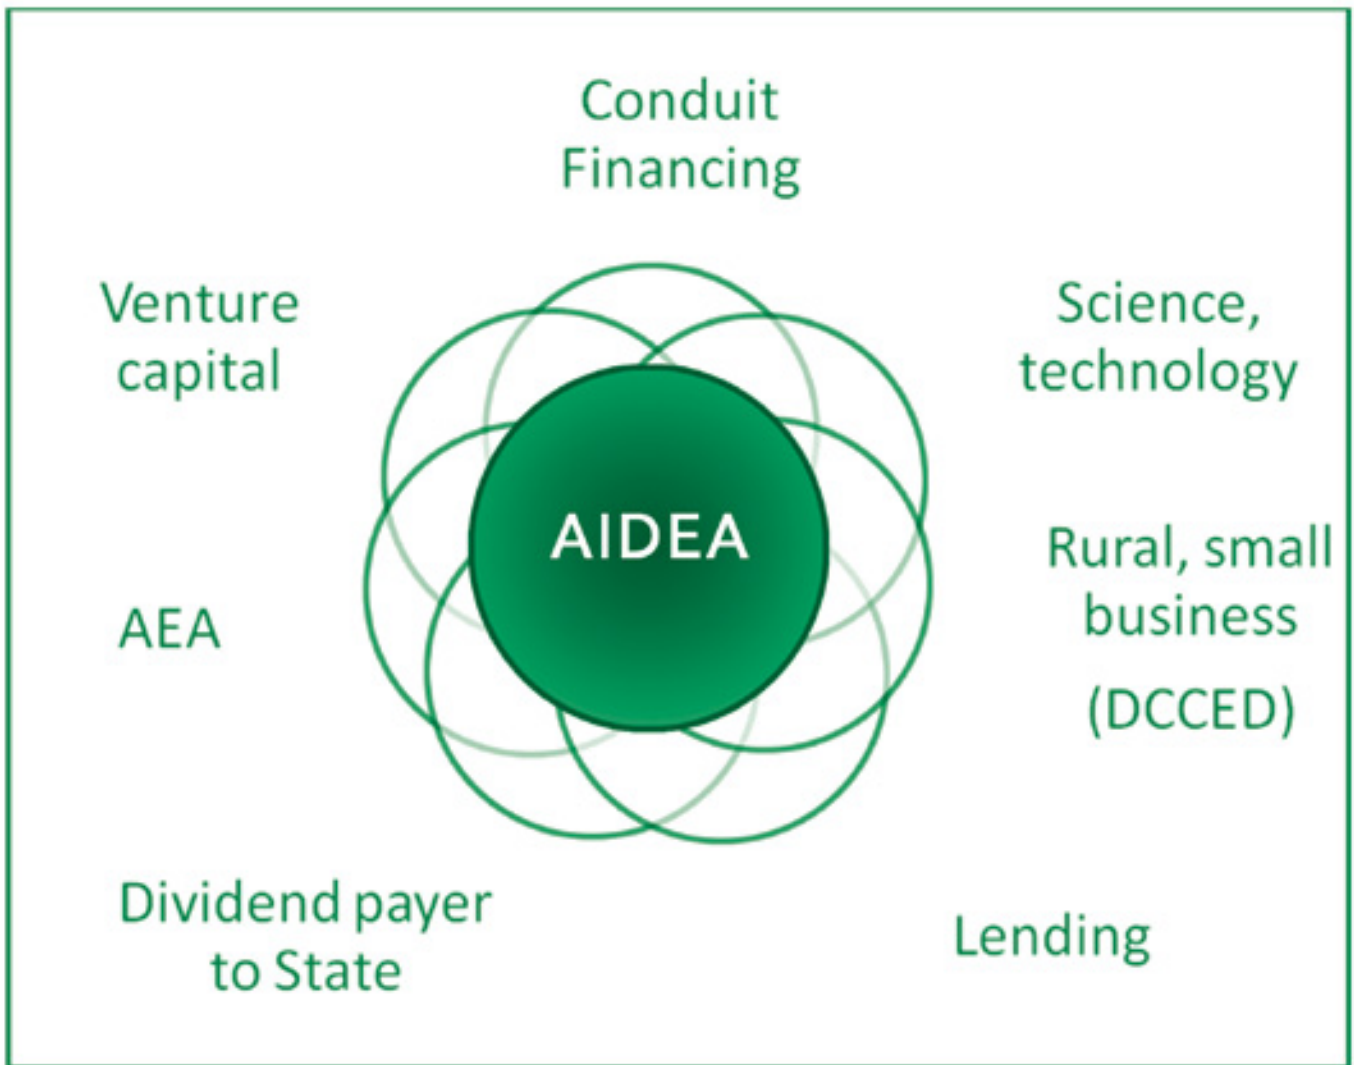 Conduit
Financing
Venture
capital
Science,
technology
AIDEA
Rural, small
business
(DCCED)
AEA
Dividend payer
to State
Lending